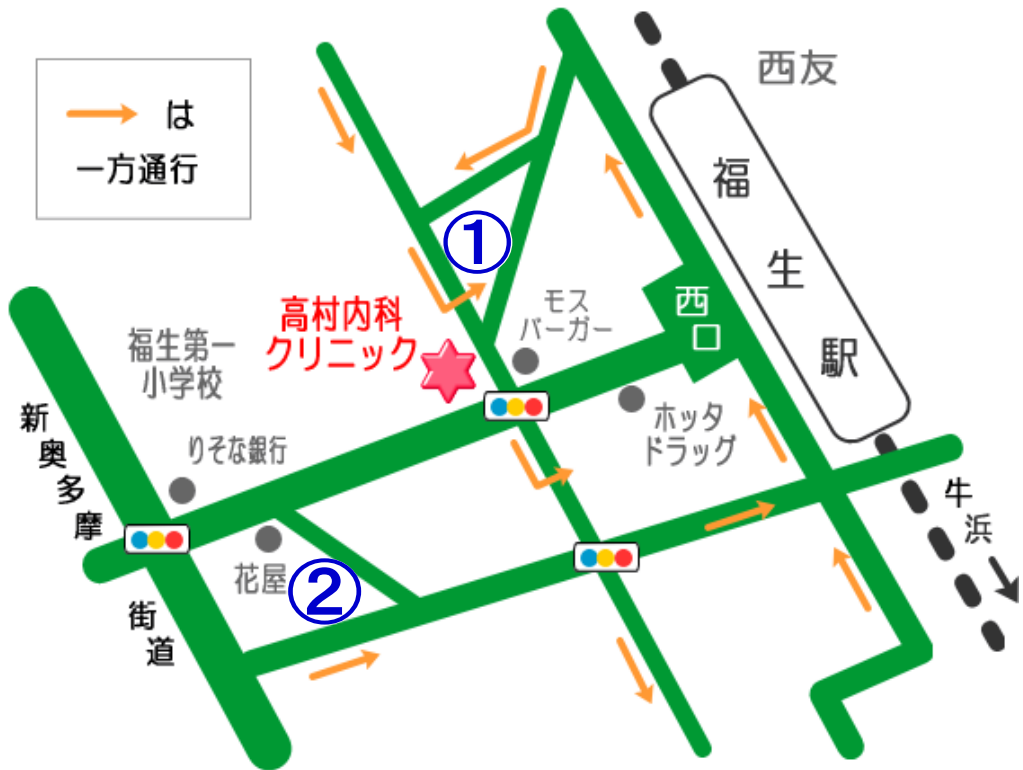 は
一方通行
西友
福生駅
①
西口
モス
バーガー
高村内科
クリニック
福生第一
小学校
ホッタ
ドラッグ
りそな銀行
新奥多摩街道
花屋
②
牛浜